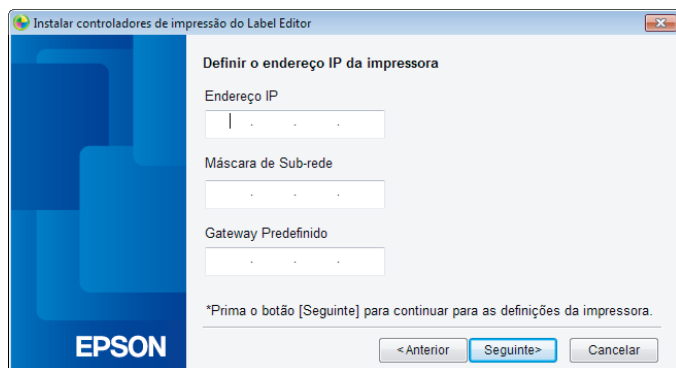 Instalar controladores de impressão do Label Editor
Definir o endereço IP da impressora
Endereço IP
. . .
Máscara de Sub-rede
. . .
Gateway Predefinido
. . .
*Prima o botão [Seguinte] para continuar para as definições da impressora.
EPSON
<Anterior Seguinte> Cancelar